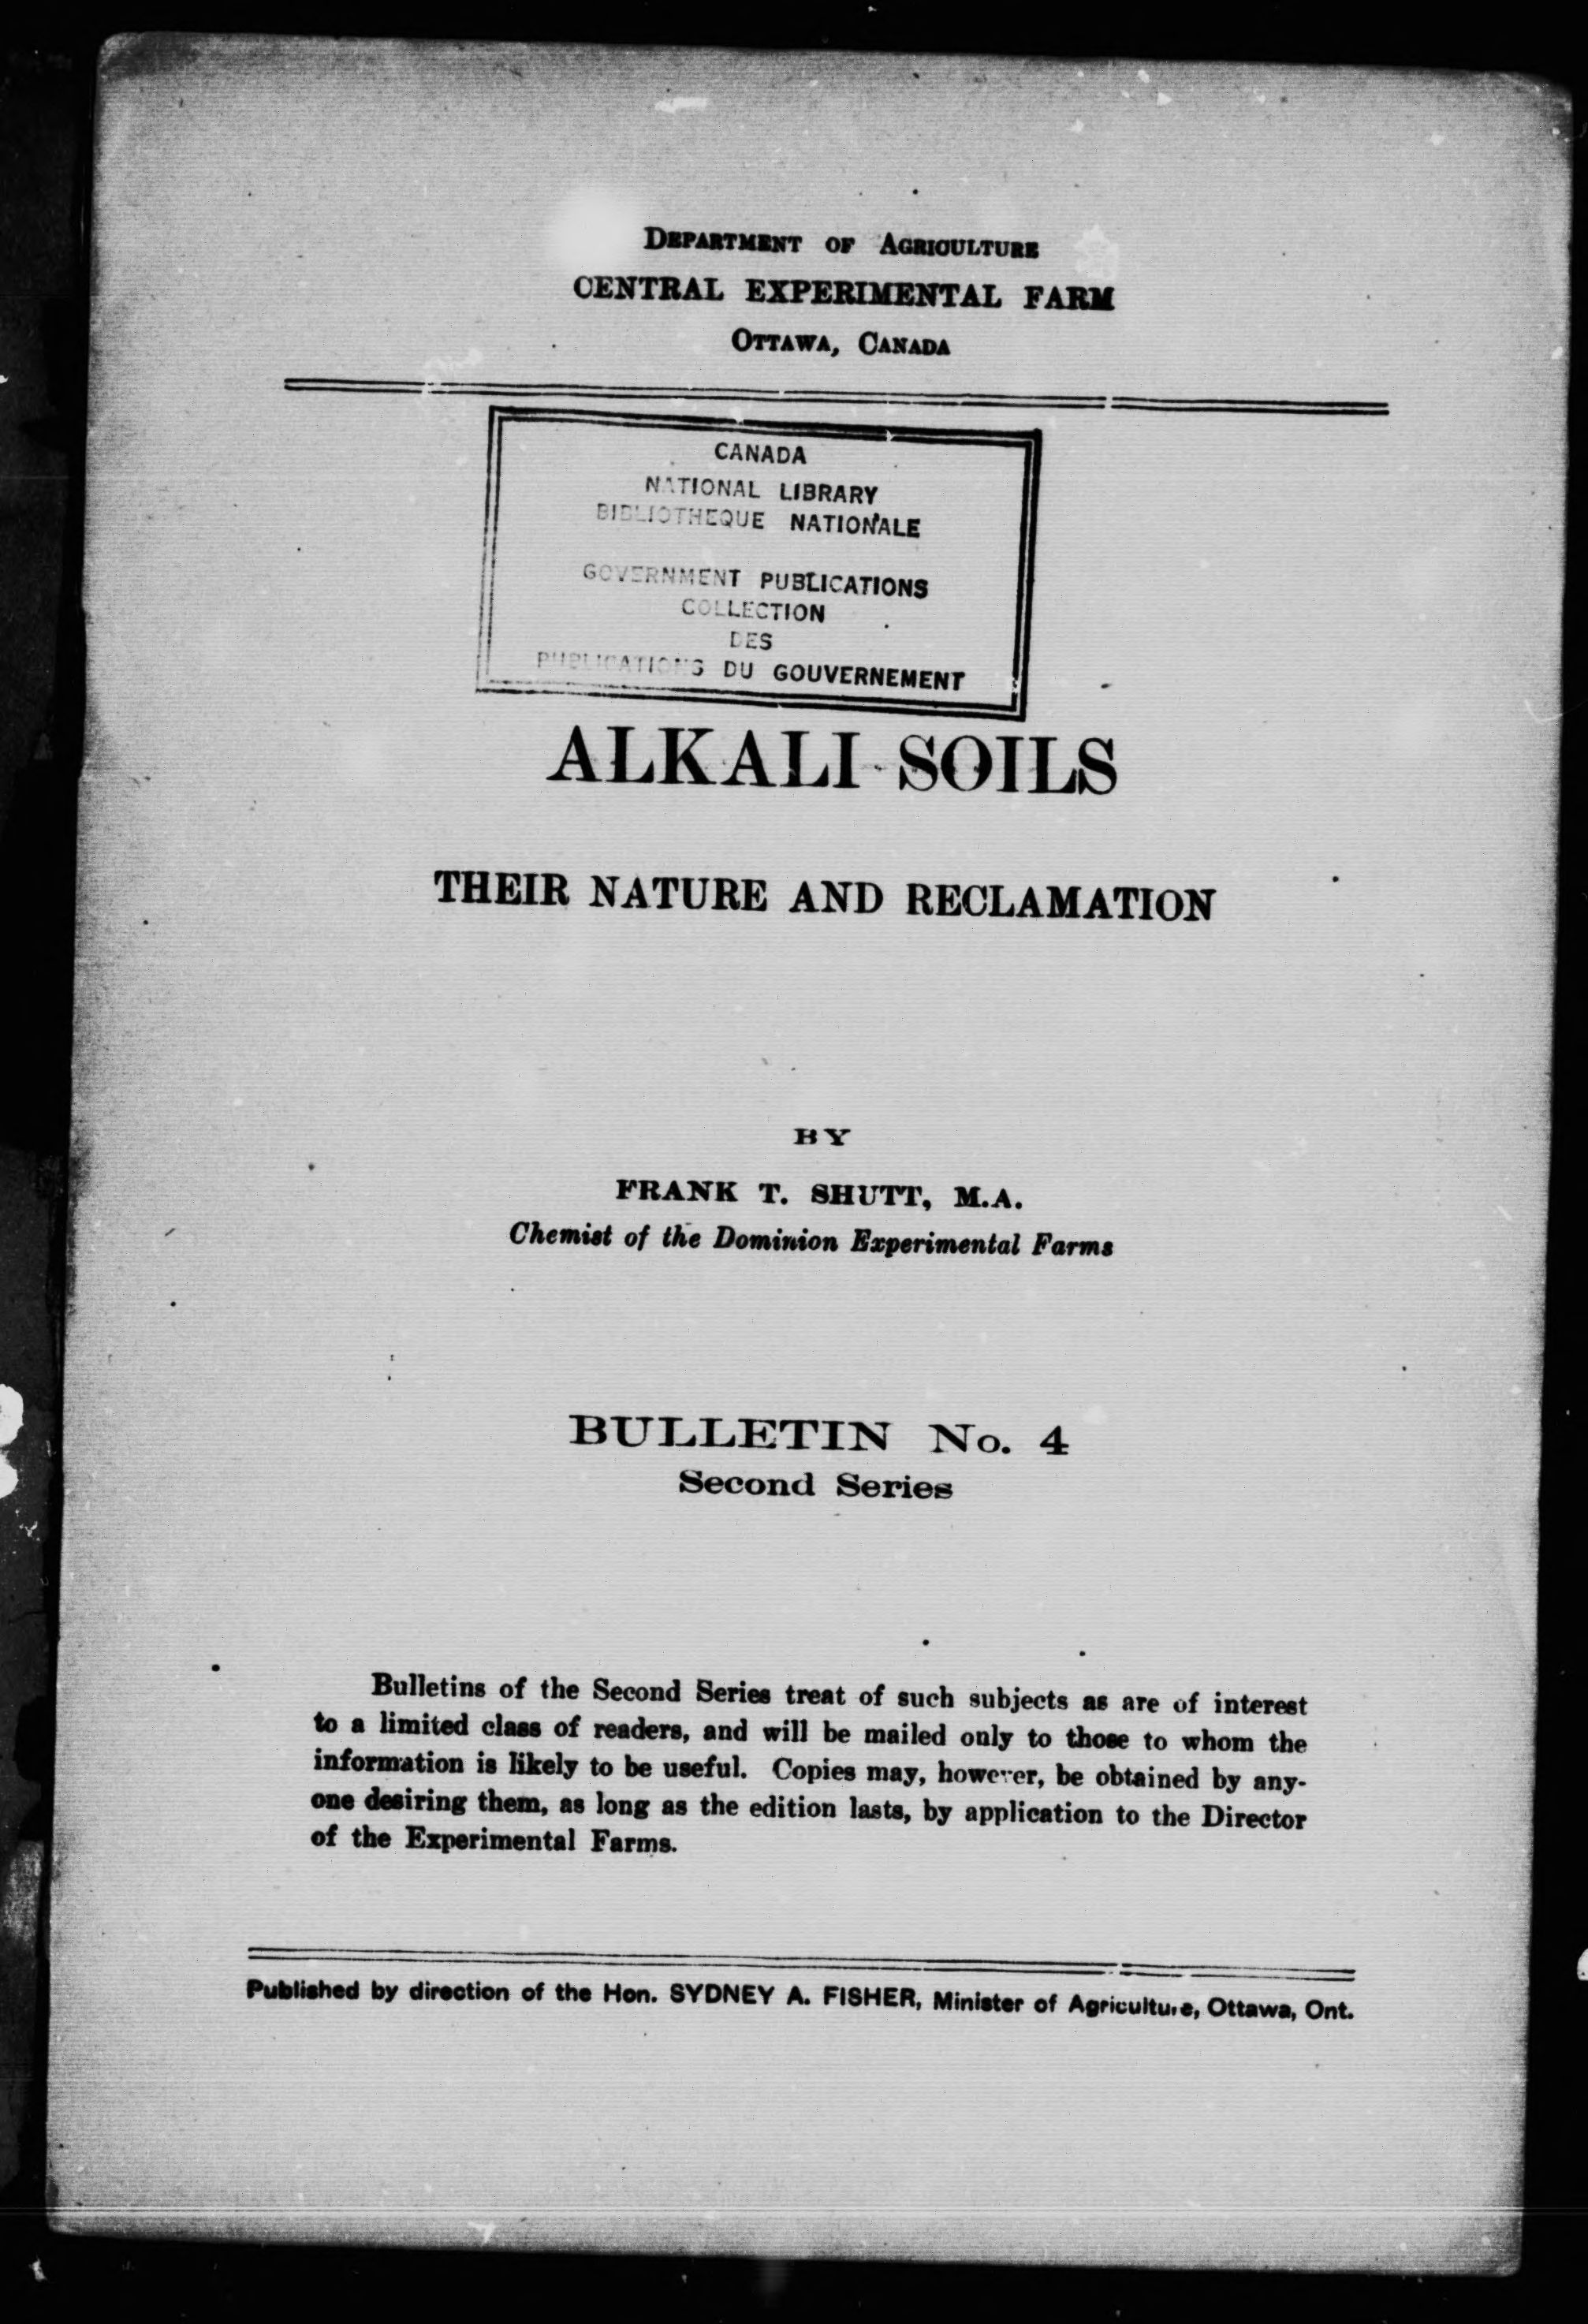 DEPARTMENT OF AGRICULTURE
CENTRAL EXPERIMENTAL FARM
OTTAWA, CANADA
CANADA
NATIONAL LIBRARY
BIBLIOTHEQUE NATIONALE
GOVERNMENT PUBLICATIONS
COLLECTION
DES
PUBLICATIONS DU GOUVERNEMENT
ALKALI SOILS
THEIR NATURE AND RECLAMATION
BY
FRANK T. SHUTT, M.A.
Chemist of the Dominion Experimental Farms
BULLETIN No. 4
Second Series
Bulletins of the Second Series treat of such subjects as are of interest
to a limited class of readers, and will be mailed only to those to whom the
information is likely to be useful. Copies may, however, be obtained by any-
one desiring them, as long as the edition lasts, by application to the Director
of the Experimental Farms.
Published by direction of the Hon. SYDNEY A. FISHER, Minister of Agriculture, Ottawa, Ont.